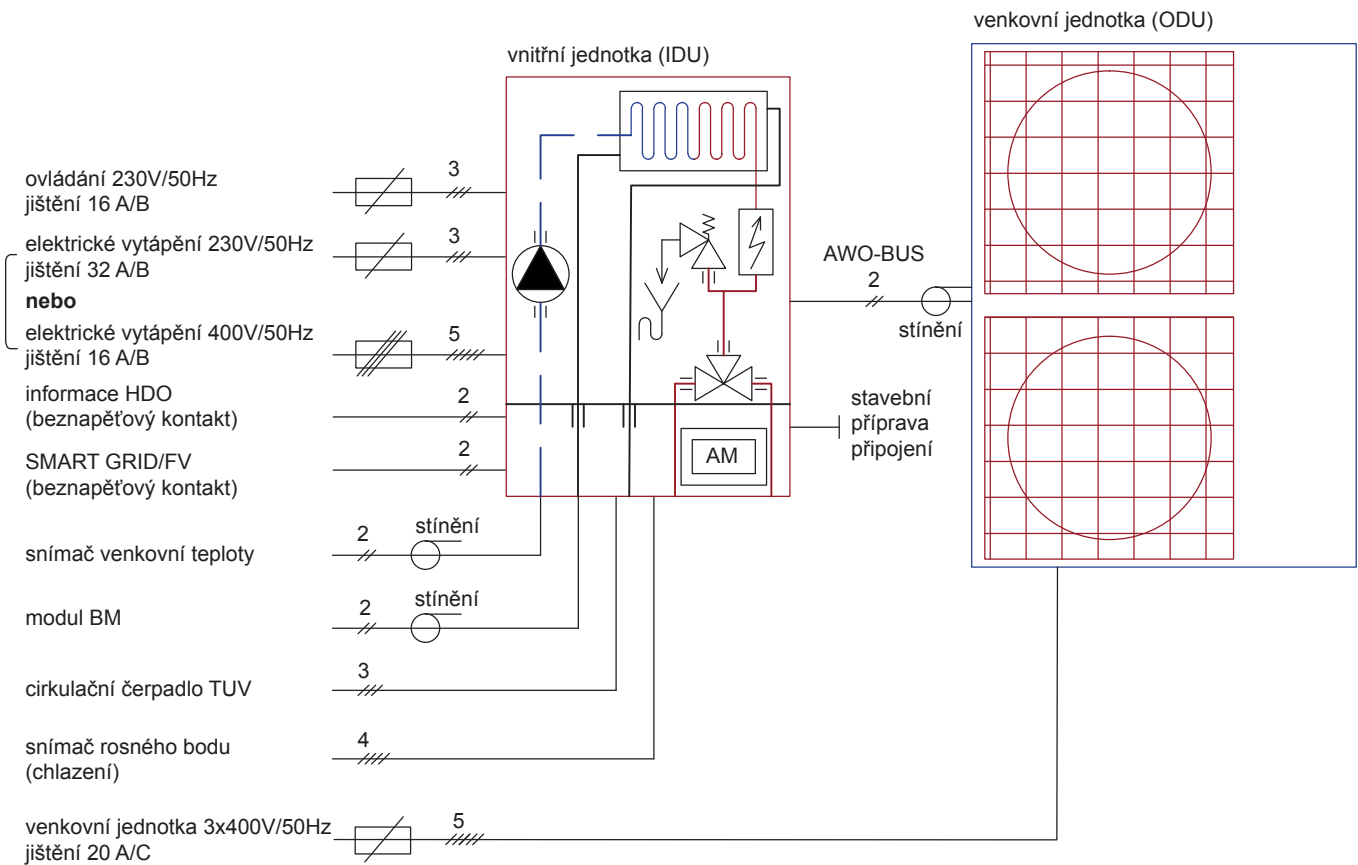 venkovní jednotka (ODU)
vnitřní jednotka (IDU)
ovládání 230V/50Hz
jištění 16 A/B
3
elektrické vytápění 230V/50Hz
jištění 32 A/B
3
nebo
elektrické vytápění 400V/50Hz
jištění 16 A/B
5
informace HDO
(beznapěťový kontakt)
2
SMART GRID/FV
(beznapěťový kontakt)
2
AWO-BUS
2
stínění
stavební
příprava
připojení
AM
snímač venkovní teploty
2
stínění
modul BM
2
stínění
cirkulační čerpadlo TUV
3
snímač rosného bodu
(chlazení)
4
venkovní jednotka 3x400V/50Hz
jištění 20 A/C
5